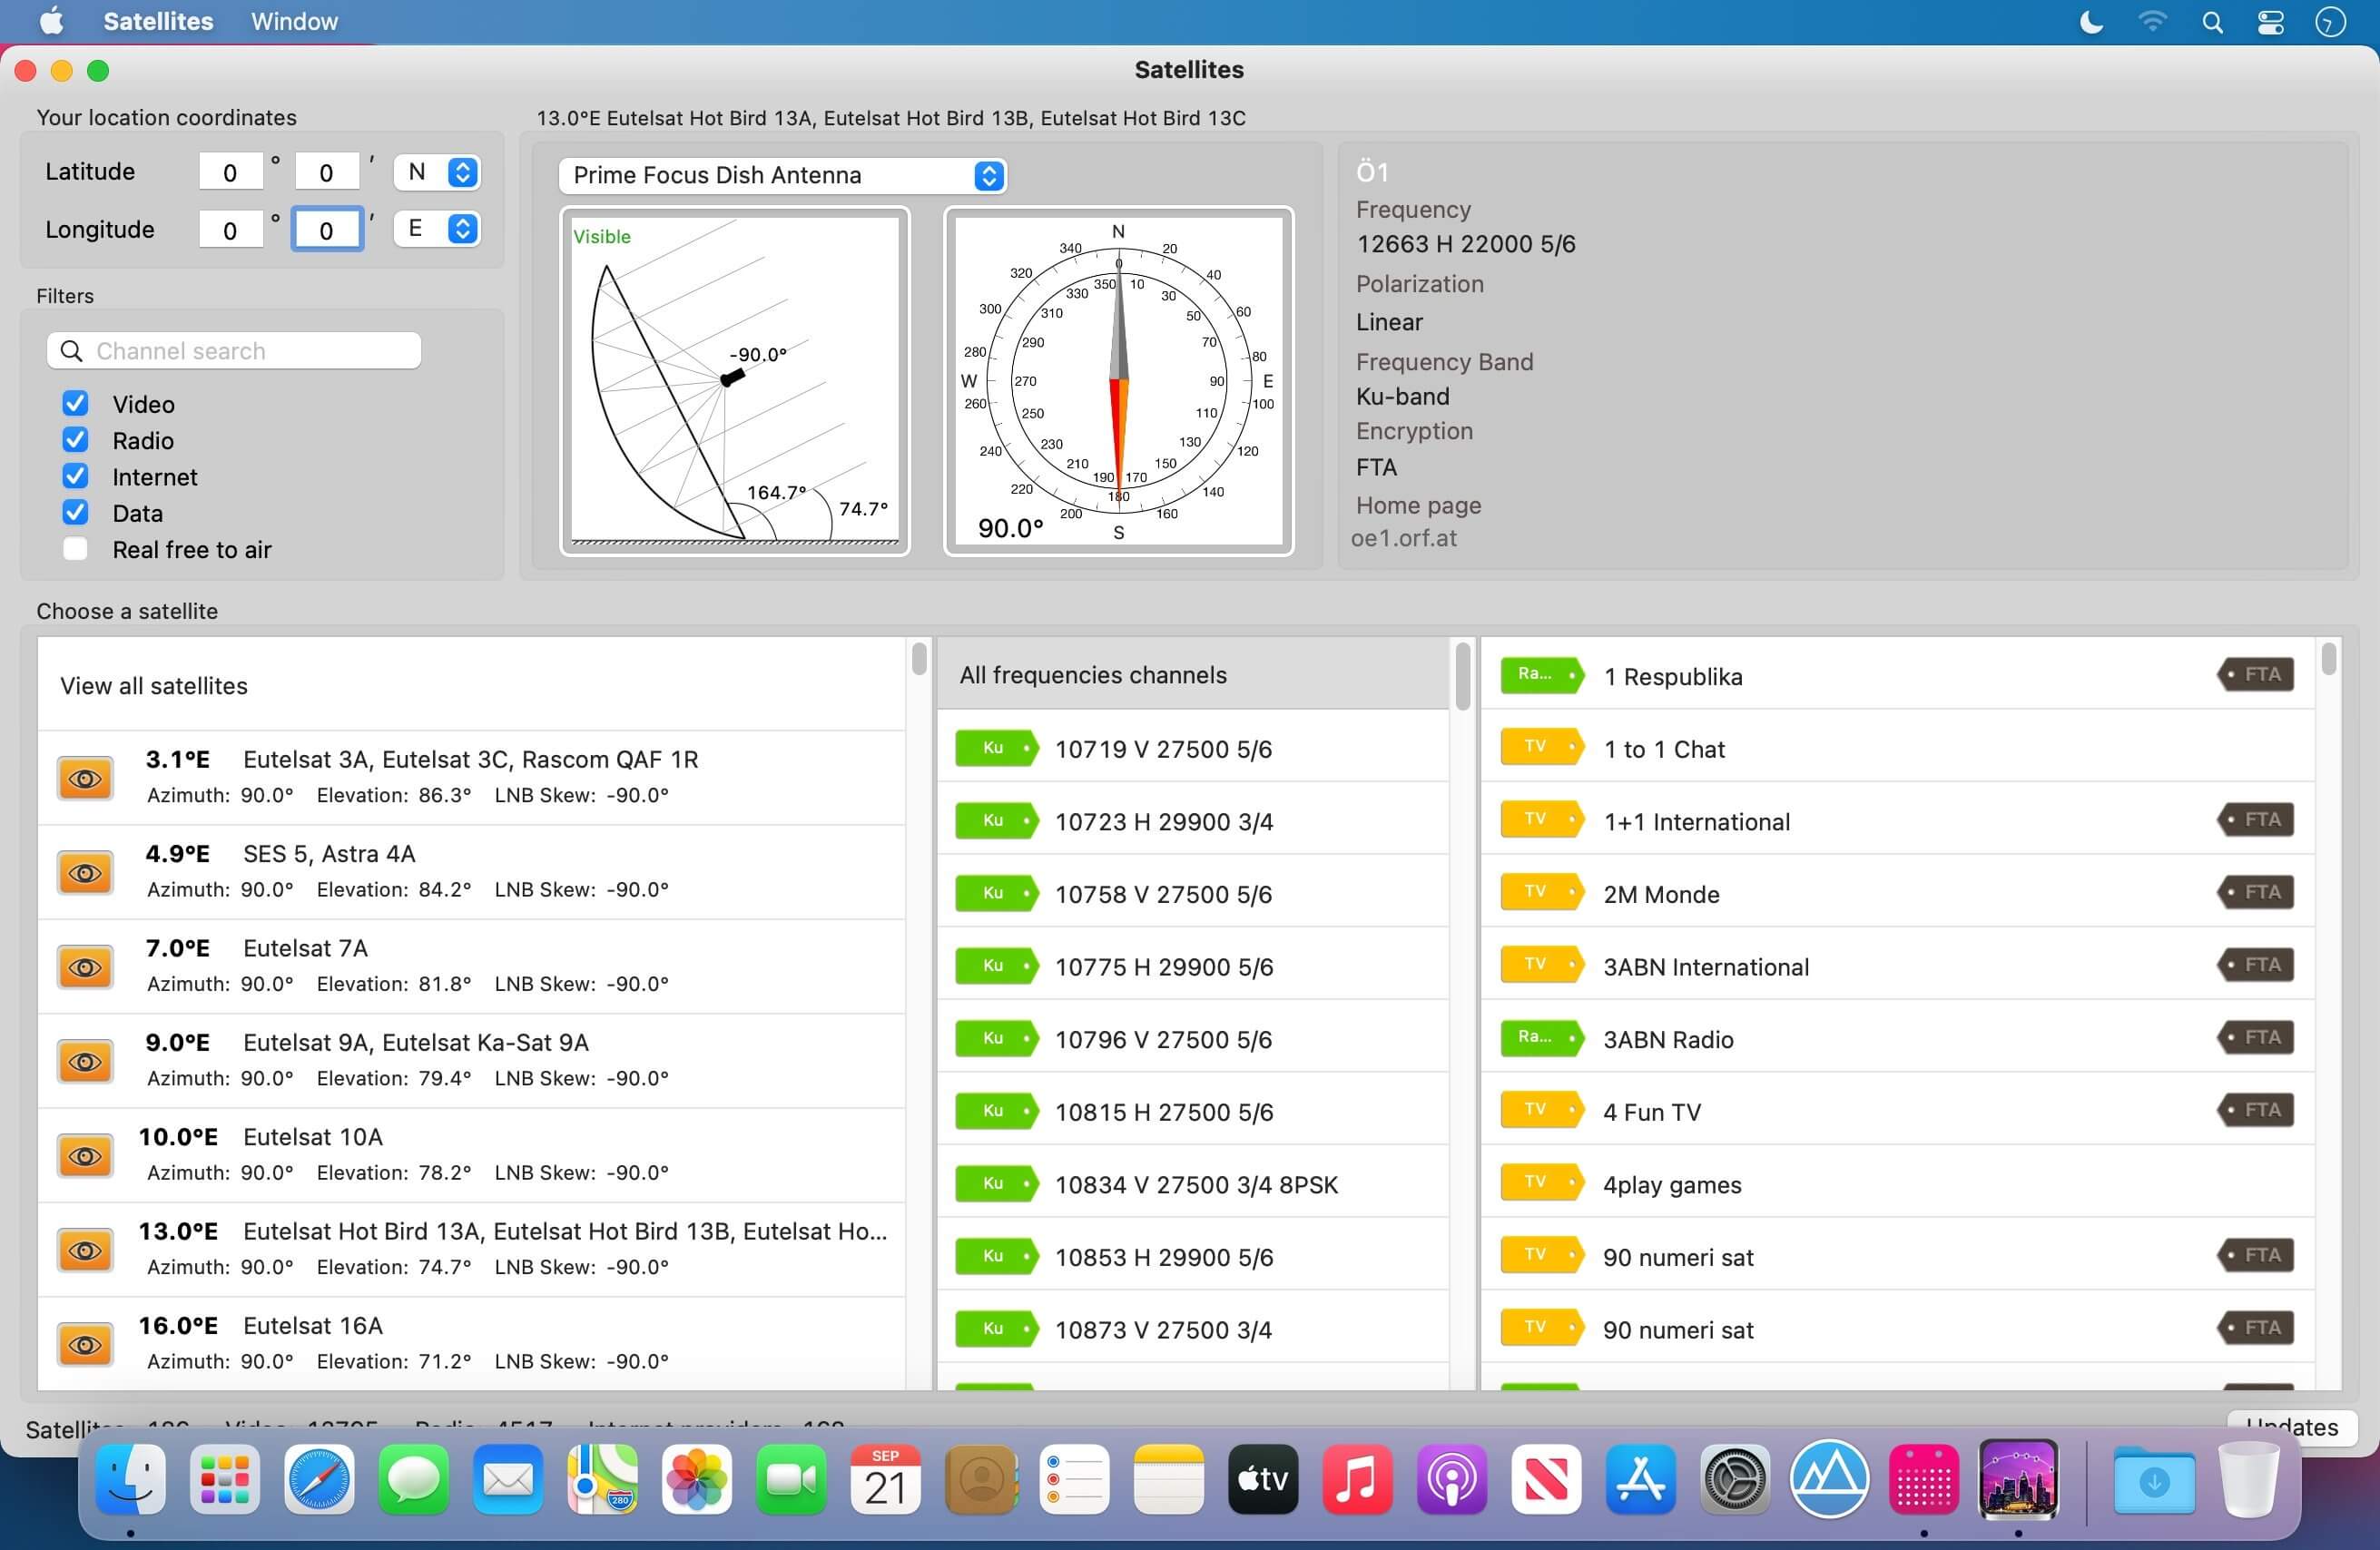 Satellites Window
Satellites
Your location coordinates
Latitude 0 ° 0 ′ N
Longitude 0 ° 0 ′ E
Filters
Channel search
Video
Radio
Internet
Data
Real free to air
13.0°E Eutelsat Hot Bird 13A, Eutelsat Hot Bird 13B, Eutelsat Hot Bird 13C
Prime Focus Dish Antenna
Visible
-90.0°
164.7°
74.7°
N
340 20
0
320 350 10 40
330 30
300 310 50 60
280 290 70 80
W 270 90 E
260 100
250 110
240 230 130 120
210 150
220 190 170 140
180
200 160
90.0° S
Ö1
Frequency
12663 H 22000 5/6
Polarization
Linear
Frequency Band
Ku-band
Encryption
FTA
Home page
oe1.orf.at
Choose a satellite
View all satellites
3.1°E Eutelsat 3A, Eutelsat 3C, Rascom QAF 1R
Azimuth: 90.0° Elevation: 86.3° LNB Skew: -90.0°
4.9°E SES 5, Astra 4A
Azimuth: 90.0° Elevation: 84.2° LNB Skew: -90.0°
7.0°E Eutelsat 7A
Azimuth: 90.0° Elevation: 81.8° LNB Skew: -90.0°
9.0°E Eutelsat 9A, Eutelsat Ka-Sat 9A
Azimuth: 90.0° Elevation: 79.4° LNB Skew: -90.0°
10.0°E Eutelsat 10A
Azimuth: 90.0° Elevation: 78.2° LNB Skew: -90.0°
13.0°E Eutelsat Hot Bird 13A, Eutelsat Hot Bird 13B, Eutelsat Ho...
Azimuth: 90.0° Elevation: 74.7° LNB Skew: -90.0°
16.0°E Eutelsat 16A
Azimuth: 90.0° Elevation: 71.2° LNB Skew: -90.0°
All frequencies channels
Ku 10719 V 27500 5/6
Ku 10723 H 29900 3/4
Ku 10758 V 27500 5/6
Ku 10775 H 29900 5/6
Ku 10796 V 27500 5/6
Ku 10815 H 27500 5/6
Ku 10834 V 27500 3/4 8PSK
Ku 10853 H 29900 5/6
Ku 10873 V 27500 3/4
Ra... 1 Respublika FTA
TV 1 to 1 Chat
TV 1+1 International FTA
TV 2M Monde FTA
TV 3ABN International FTA
Ra... 3ABN Radio FTA
TV 4 Fun TV FTA
TV 4play games
TV 90 numeri sat FTA
TV 90 numeri sat FTA
Updates
SEP
21
280
tv